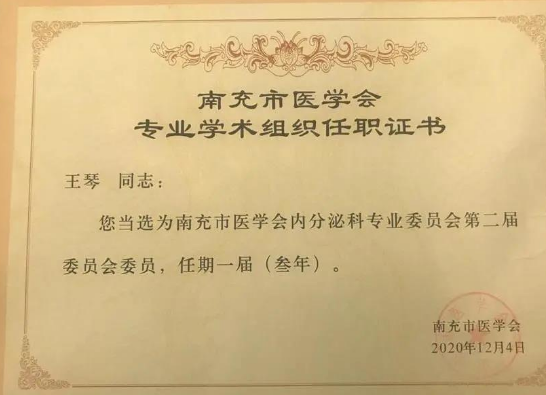 南充市医学会
专业学术组织任职证书
王琴 同志：
您当选为南充市医学会内分泌科专业委员会第二届
委员会委员，任期一届（叁年）。
南充市医学会
2020年12月4日